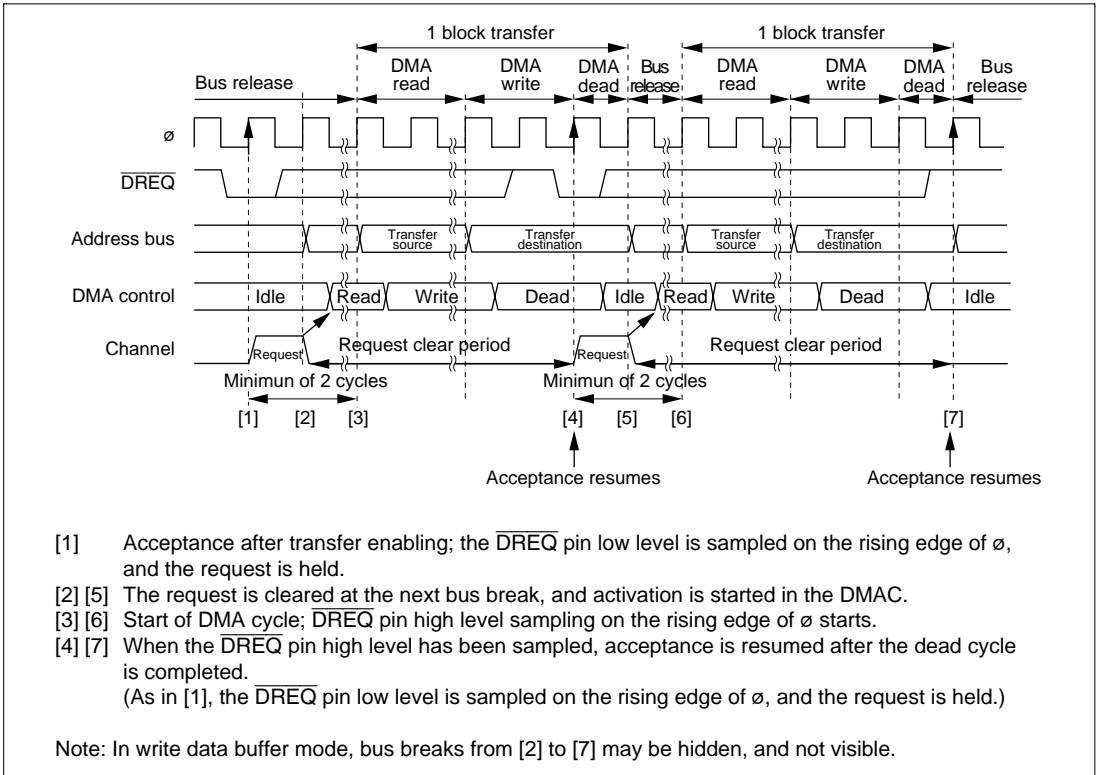 1 block transfer 1 block transfer
Bus release DMA read DMA write DMA dead Bus release DMA read DMA write DMA dead Bus release
ø
DREQ
Address bus Transfer source Transfer destination Transfer source Transfer destination
DMA control Idle Read Write Dead Idle Read Write Dead Idle
Channel Request Request clear period Request Request clear period
Minimun of 2 cycles Minimun of 2 cycles
[1] [2] [3] [4] [5] [6] [7]
Acceptance resumes Acceptance resumes
[1] Acceptance after transfer enabling; the DREQ pin low level is sampled on the rising edge of ø,
and the request is held.
[2] [5] The request is cleared at the next bus break, and activation is started in the DMAC.
[3] [6] Start of DMA cycle; DREQ pin high level sampling on the rising edge of ø starts.
[4] [7] When the DREQ pin high level has been sampled, acceptance is resumed after the dead cycle
is completed.
(As in [1], the DREQ pin low level is sampled on the rising edge of ø, and the request is held.)
Note: In write data buffer mode, bus breaks from [2] to [7] may be hidden, and not visible.